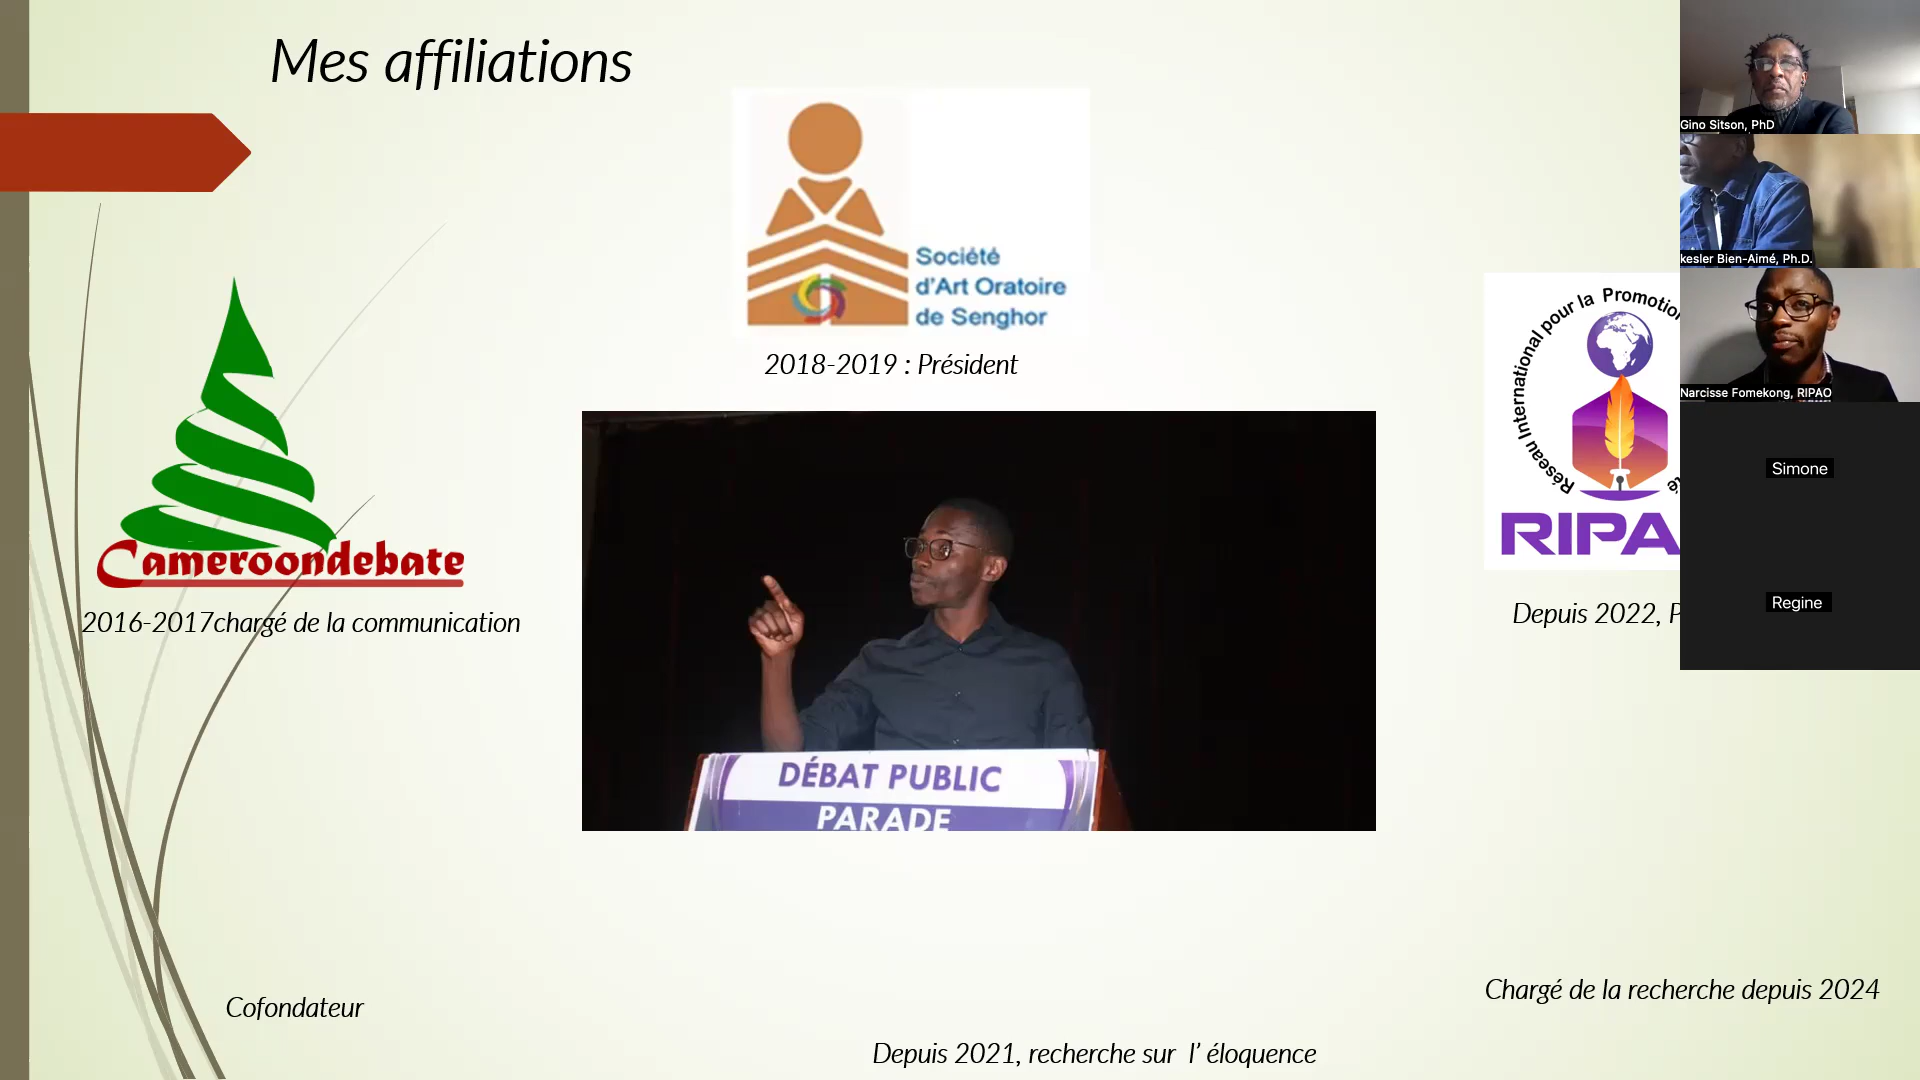 Mes affiliations
Société
d'Art Oratoire
de Senghor
2018-2019 : Président
Cameroondebate
2016-2017chargé de la communication
DÉBAT PUBLIC
PARADE
Réseau International pour la Promotion
RIPA
Depuis 2022, P
Cofondateur
Depuis 2021, recherche sur l’ éloquence
Chargé de la recherche depuis 2024
Gino Sitson, PhD
kesler Bien-Aimé, Ph.D.
Narcisse Fomekong, RIPAO
Simone
Regine